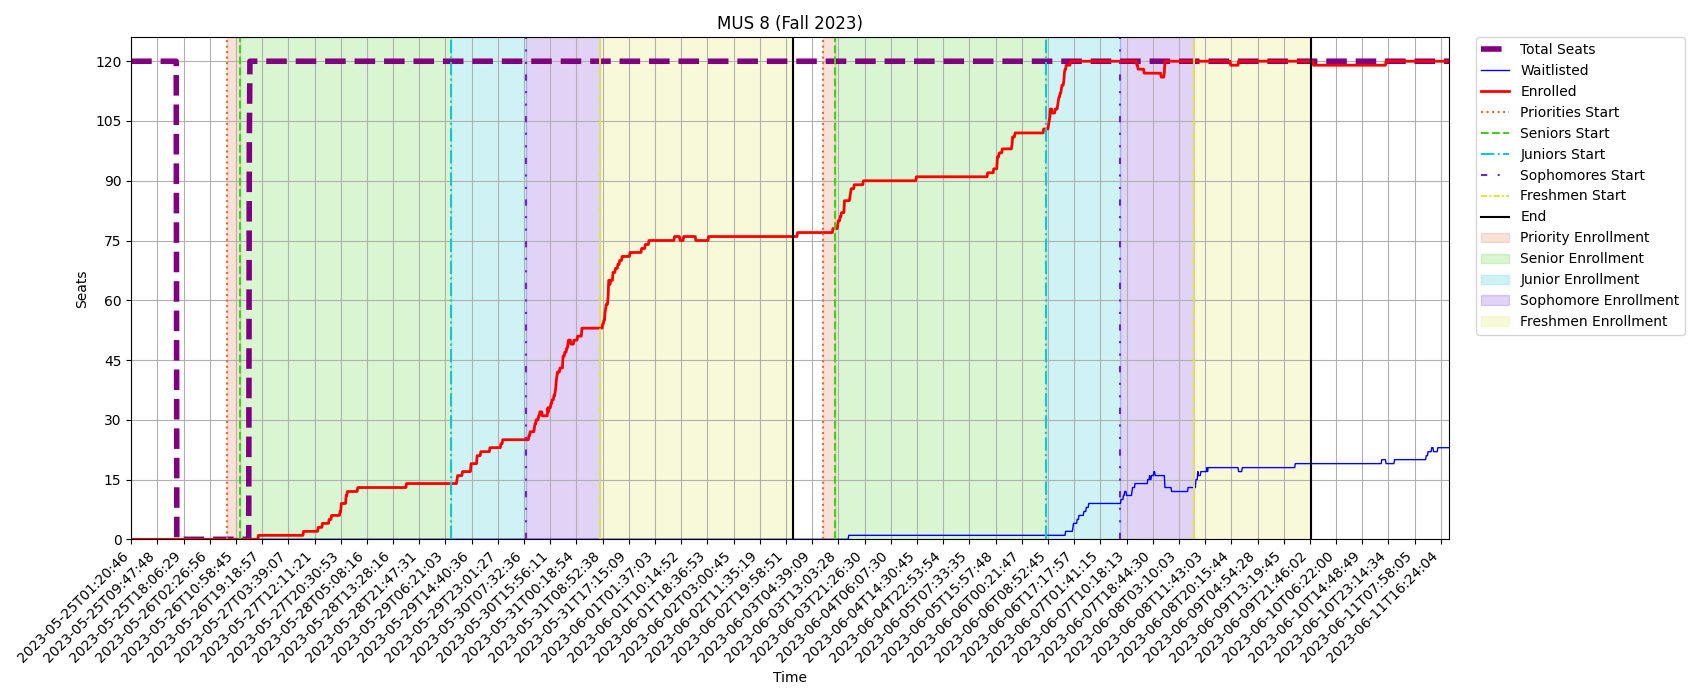 MUS 8 (Fall 2023)
Seats
120
105
90
75
60
45
30
15
0
2023-05-25T01:20:46
2023-05-25T09:47:48
2023-05-25T18:06:29
2023-05-26T02:26:56
2023-05-26T10:58:45
2023-05-26T19:18:57
2023-05-27T03:39:07
2023-05-27T12:11:21
2023-05-27T20:30:53
2023-05-28T05:08:16
2023-05-28T13:28:16
2023-05-28T21:47:31
2023-05-29T06:21:03
2023-05-29T14:40:36
2023-05-29T23:01:27
2023-05-30T07:32:36
2023-05-30T15:56:11
2023-05-31T00:18:54
2023-05-31T08:52:38
2023-05-31T17:15:09
2023-06-01T01:37:03
2023-06-01T10:14:52
2023-06-01T18:36:53
2023-06-02T03:00:45
2023-06-02T11:35:19
2023-06-02T19:58:51
2023-06-03T04:39:09
2023-06-03T13:03:28
2023-06-03T21:26:30
2023-06-04T06:07:30
2023-06-04T14:30:45
2023-06-04T22:53:54
2023-06-05T07:33:35
2023-06-05T15:57:48
2023-06-06T00:21:47
2023-06-06T08:52:45
2023-06-06T17:17:57
2023-06-07T01:41:15
2023-06-07T10:18:13
2023-06-07T18:44:30
2023-06-08T03:10:03
2023-06-08T11:43:03
2023-06-08T20:15:44
2023-06-09T04:54:28
2023-06-09T13:19:45
2023-06-09T21:46:02
2023-06-10T06:22:00
2023-06-10T14:48:49
2023-06-10T23:14:34
2023-06-11T07:58:05
2023-06-11T16:24:04
Time
Total Seats
Waitlisted
Enrolled
Priorities Start
Seniors Start
Juniors Start
Sophomores Start
Freshmen Start
End
Priority Enrollment
Senior Enrollment
Junior Enrollment
Sophomore Enrollment
Freshmen Enrollment